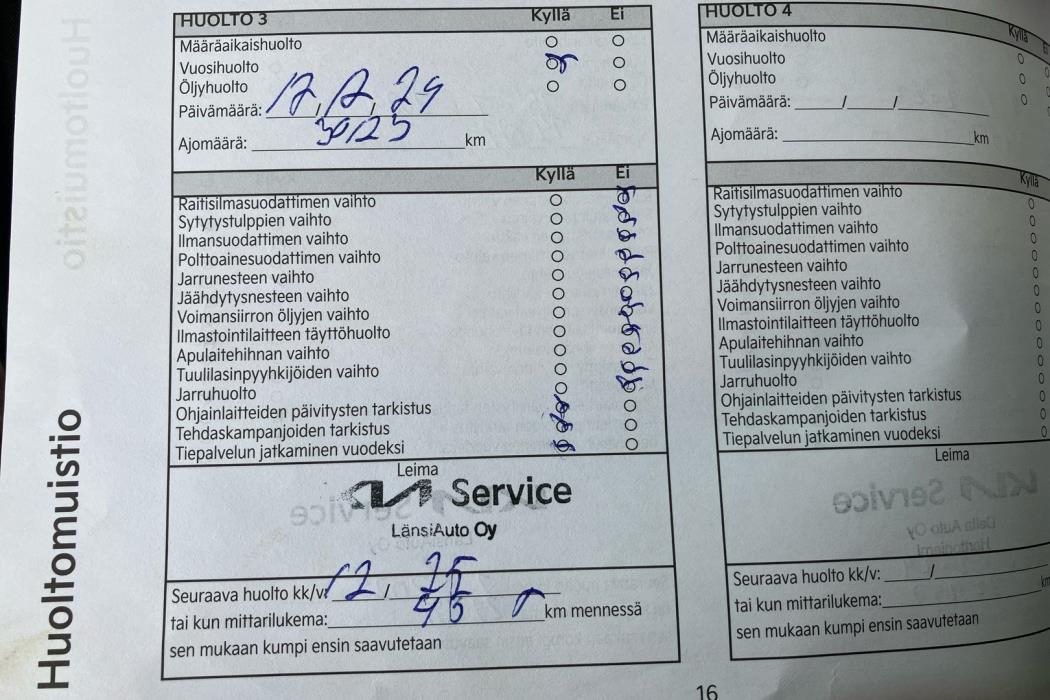 Huoltomuistio
HUOLTO 3 Kyllä Ei
Määräaikaishuolto
Vuosihuolto
Öljyhuolto
Päivämäärä: 12, 12, 24
Ajomäärä: 30123 km
Kyllä Ei
Raitisilmasuodattimen vaihto
Sytytystulppien vaihto
Ilmansuodattimen vaihto
Polttoainesuodattimen vaihto
Jarrunesteen vaihto
Jäähdytysnesteen vaihto
Voimansiirron öljyjen vaihto
Ilmastointilaitteen täyttöhuolto
Apulaitehihnan vaihto
Tuulilasinpyyhkijöiden vaihto
Jarruhuolto
Ohjainlaitteiden päivitysten tarkistus
Tehdaskampanjoiden tarkistus
Tiepalvelun jatkaminen vuodeksi
Leima
KIA Service
LänsiAuto Oy
Seuraava huolto kk/v: 12 / 25
tai kun mittarilukema: 45 km mennessä
sen mukaan kumpi ensin saavutetaan
HUOLTO 4 Kyllä
Määräaikaishuolto
Vuosihuolto
Öljyhuolto
Päivämäärä: / /
Ajomäärä: km
Kyllä
Raitisilmasuodattimen vaihto
Sytytystulppien vaihto
Ilmansuodattimen vaihto
Polttoainesuodattimen vaihto
Jarrunesteen vaihto
Jäähdytysnesteen vaihto
Voimansiirron öljyjen vaihto
Ilmastointilaitteen täyttöhuolto
Apulaitehihnan vaihto
Tuulilasinpyyhkijöiden vaihto
Jarruhuolto
Ohjainlaitteiden päivitysten tarkistus
Tehdaskampanjoiden tarkistus
Tiepalvelun jatkaminen vuodeksi
Leima
Seuraava huolto kk/v: /
tai kun mittarilukema: km
sen mukaan kumpi ensin saavutetaan
16